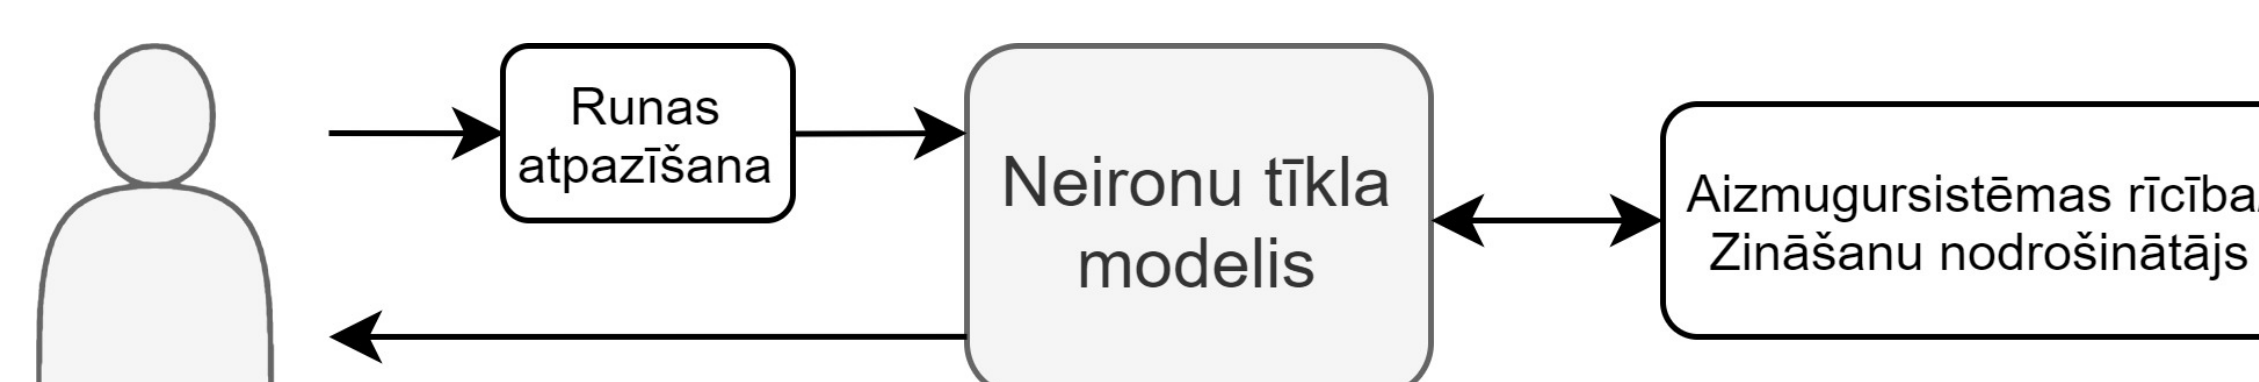 Runas
atpazīšana
Neironu tīkla
modelis
Aizmugursistēmas rīcība/
Zināšanu nodrošinātājs